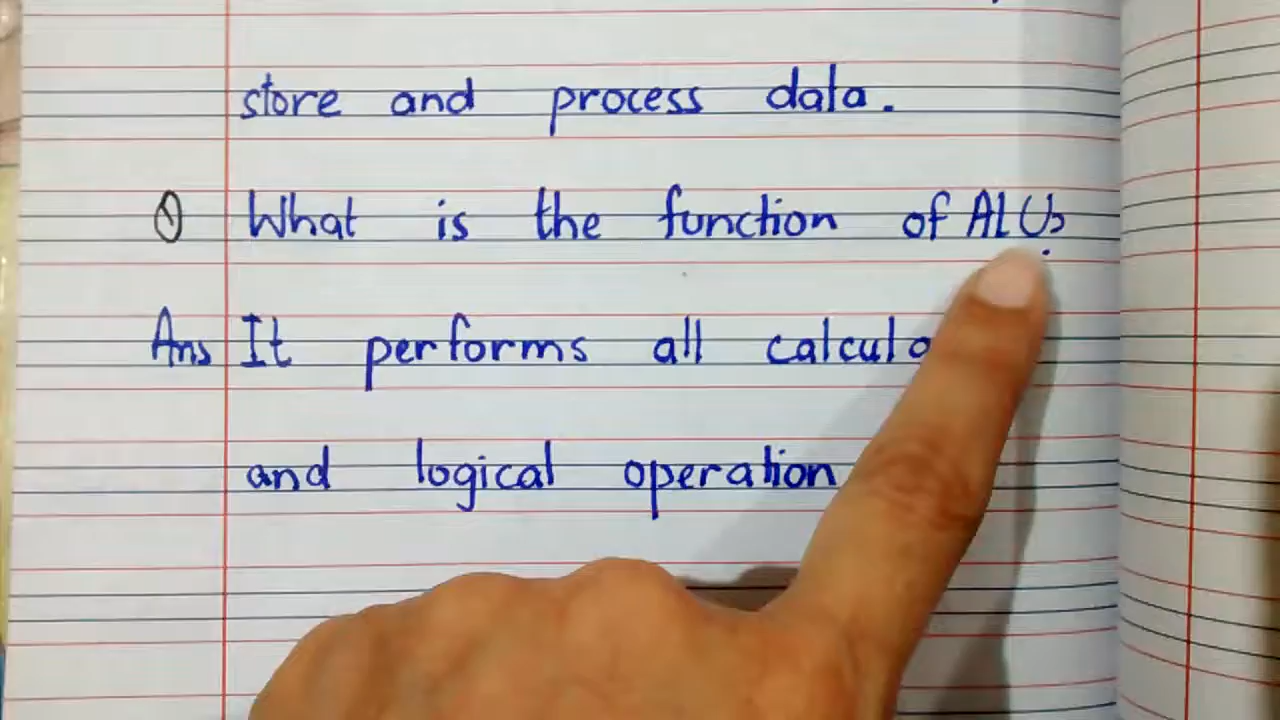 store and process data.
Q What is the function of ALU?
Ans It performs all
and logical operation